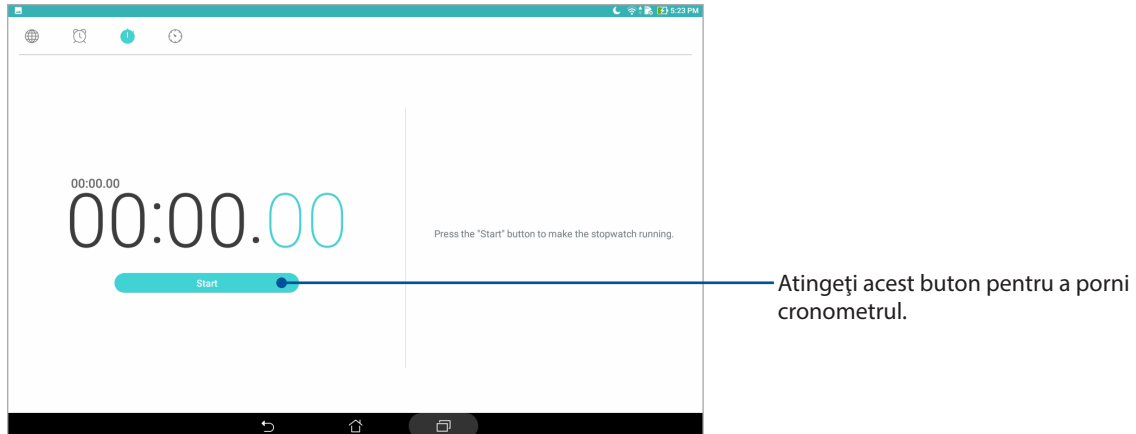 5:23 PM
00:00.00
00:00.00
Press the "Start" button to make the stopwatch running.
Start
Atingeţi acest buton pentru a porni
cronometrul.